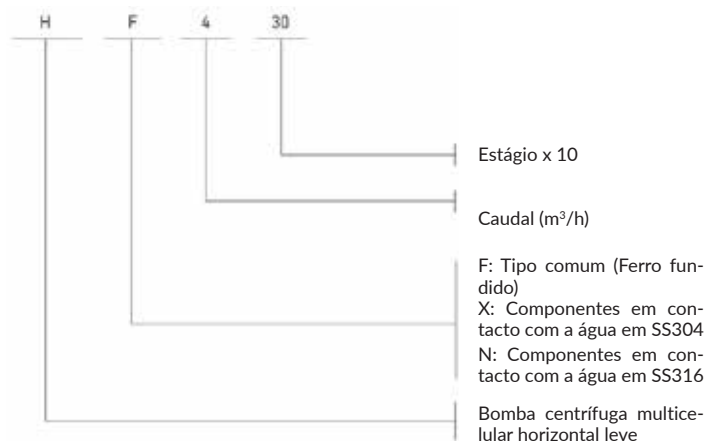 H F 4 30
Estágio x 10
Caudal (m³/h)
F: Tipo comum (Ferro fun-
dido)
X: Componentes em con-
tacto com a água em SS304
N: Componentes em con-
tacto com a água em SS316
Bomba centrífuga multice-
lular horizontal leve